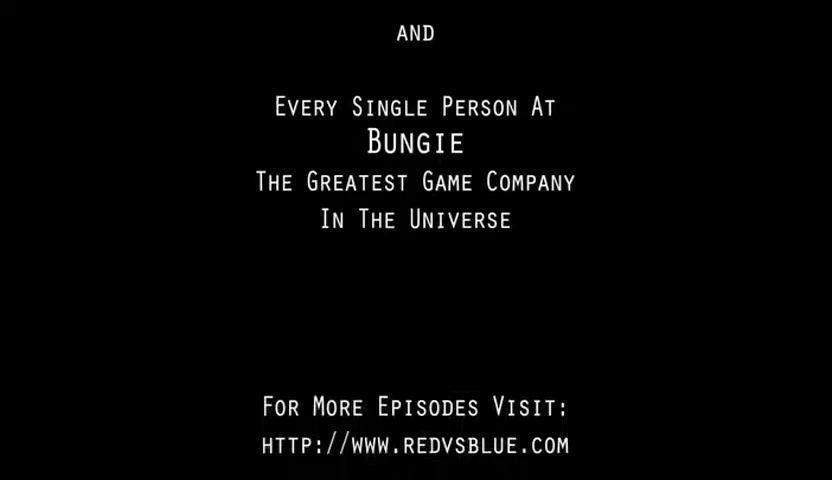 AND
EVERY SINGLE PERSON AT
BUNGIE
THE GREATEST GAME COMPANY
IN THE UNIVERSE
FOR MORE EPISODES VISIT:
HTTP://WWW.REDVSBLUE.COM